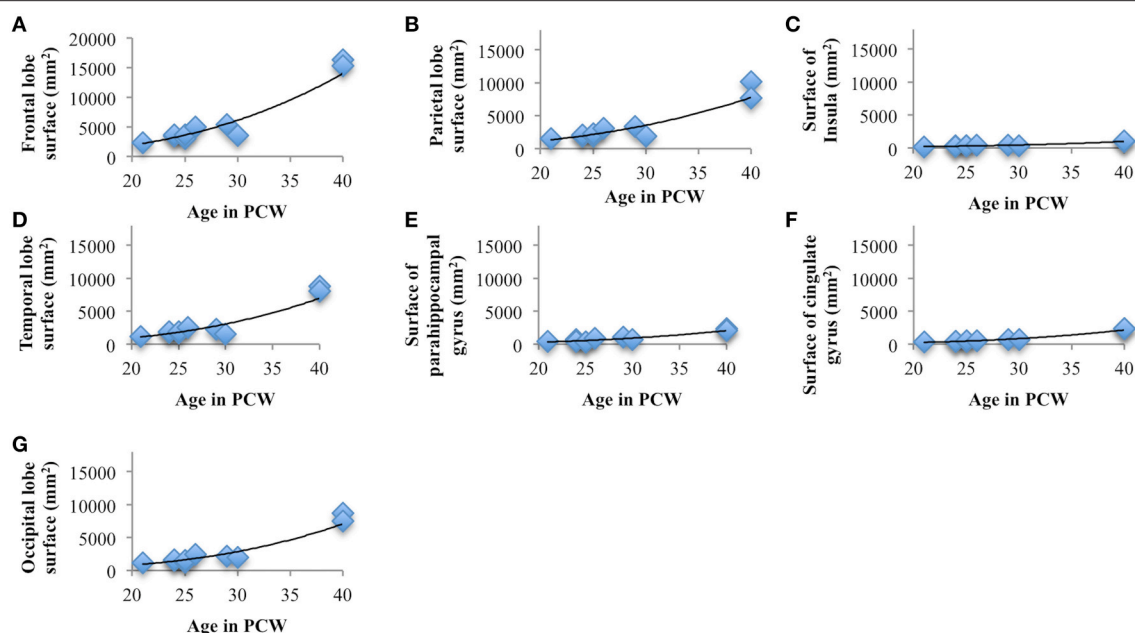 A
Frontal lobe
surface (mm²)
20000
15000
10000
5000
0
20 25 30 35 40
Age in PCW
B
Parietal lobe
surface (mm²)
15000
10000
5000
0
20 25 30 35 40
Age in PCW
C
Surface of
Insula (mm²)
15000
10000
5000
0
20 25 30 35 40
Age in PCW
D
Temporal lobe
surface (mm²)
15000
10000
5000
0
20 25 30 35 40
Age in PCW
E
Surface of
parahippocampal
gyrus (mm²)
15000
10000
5000
0
20 25 30 35 40
Age in PCW
F
Surface of cingulate
gyrus (mm²)
15000
10000
5000
0
20 25 30 35 40
Age in PCW
G
Occipital lobe
surface (mm²)
15000
10000
5000
0
20 25 30 35 40
Age in PCW